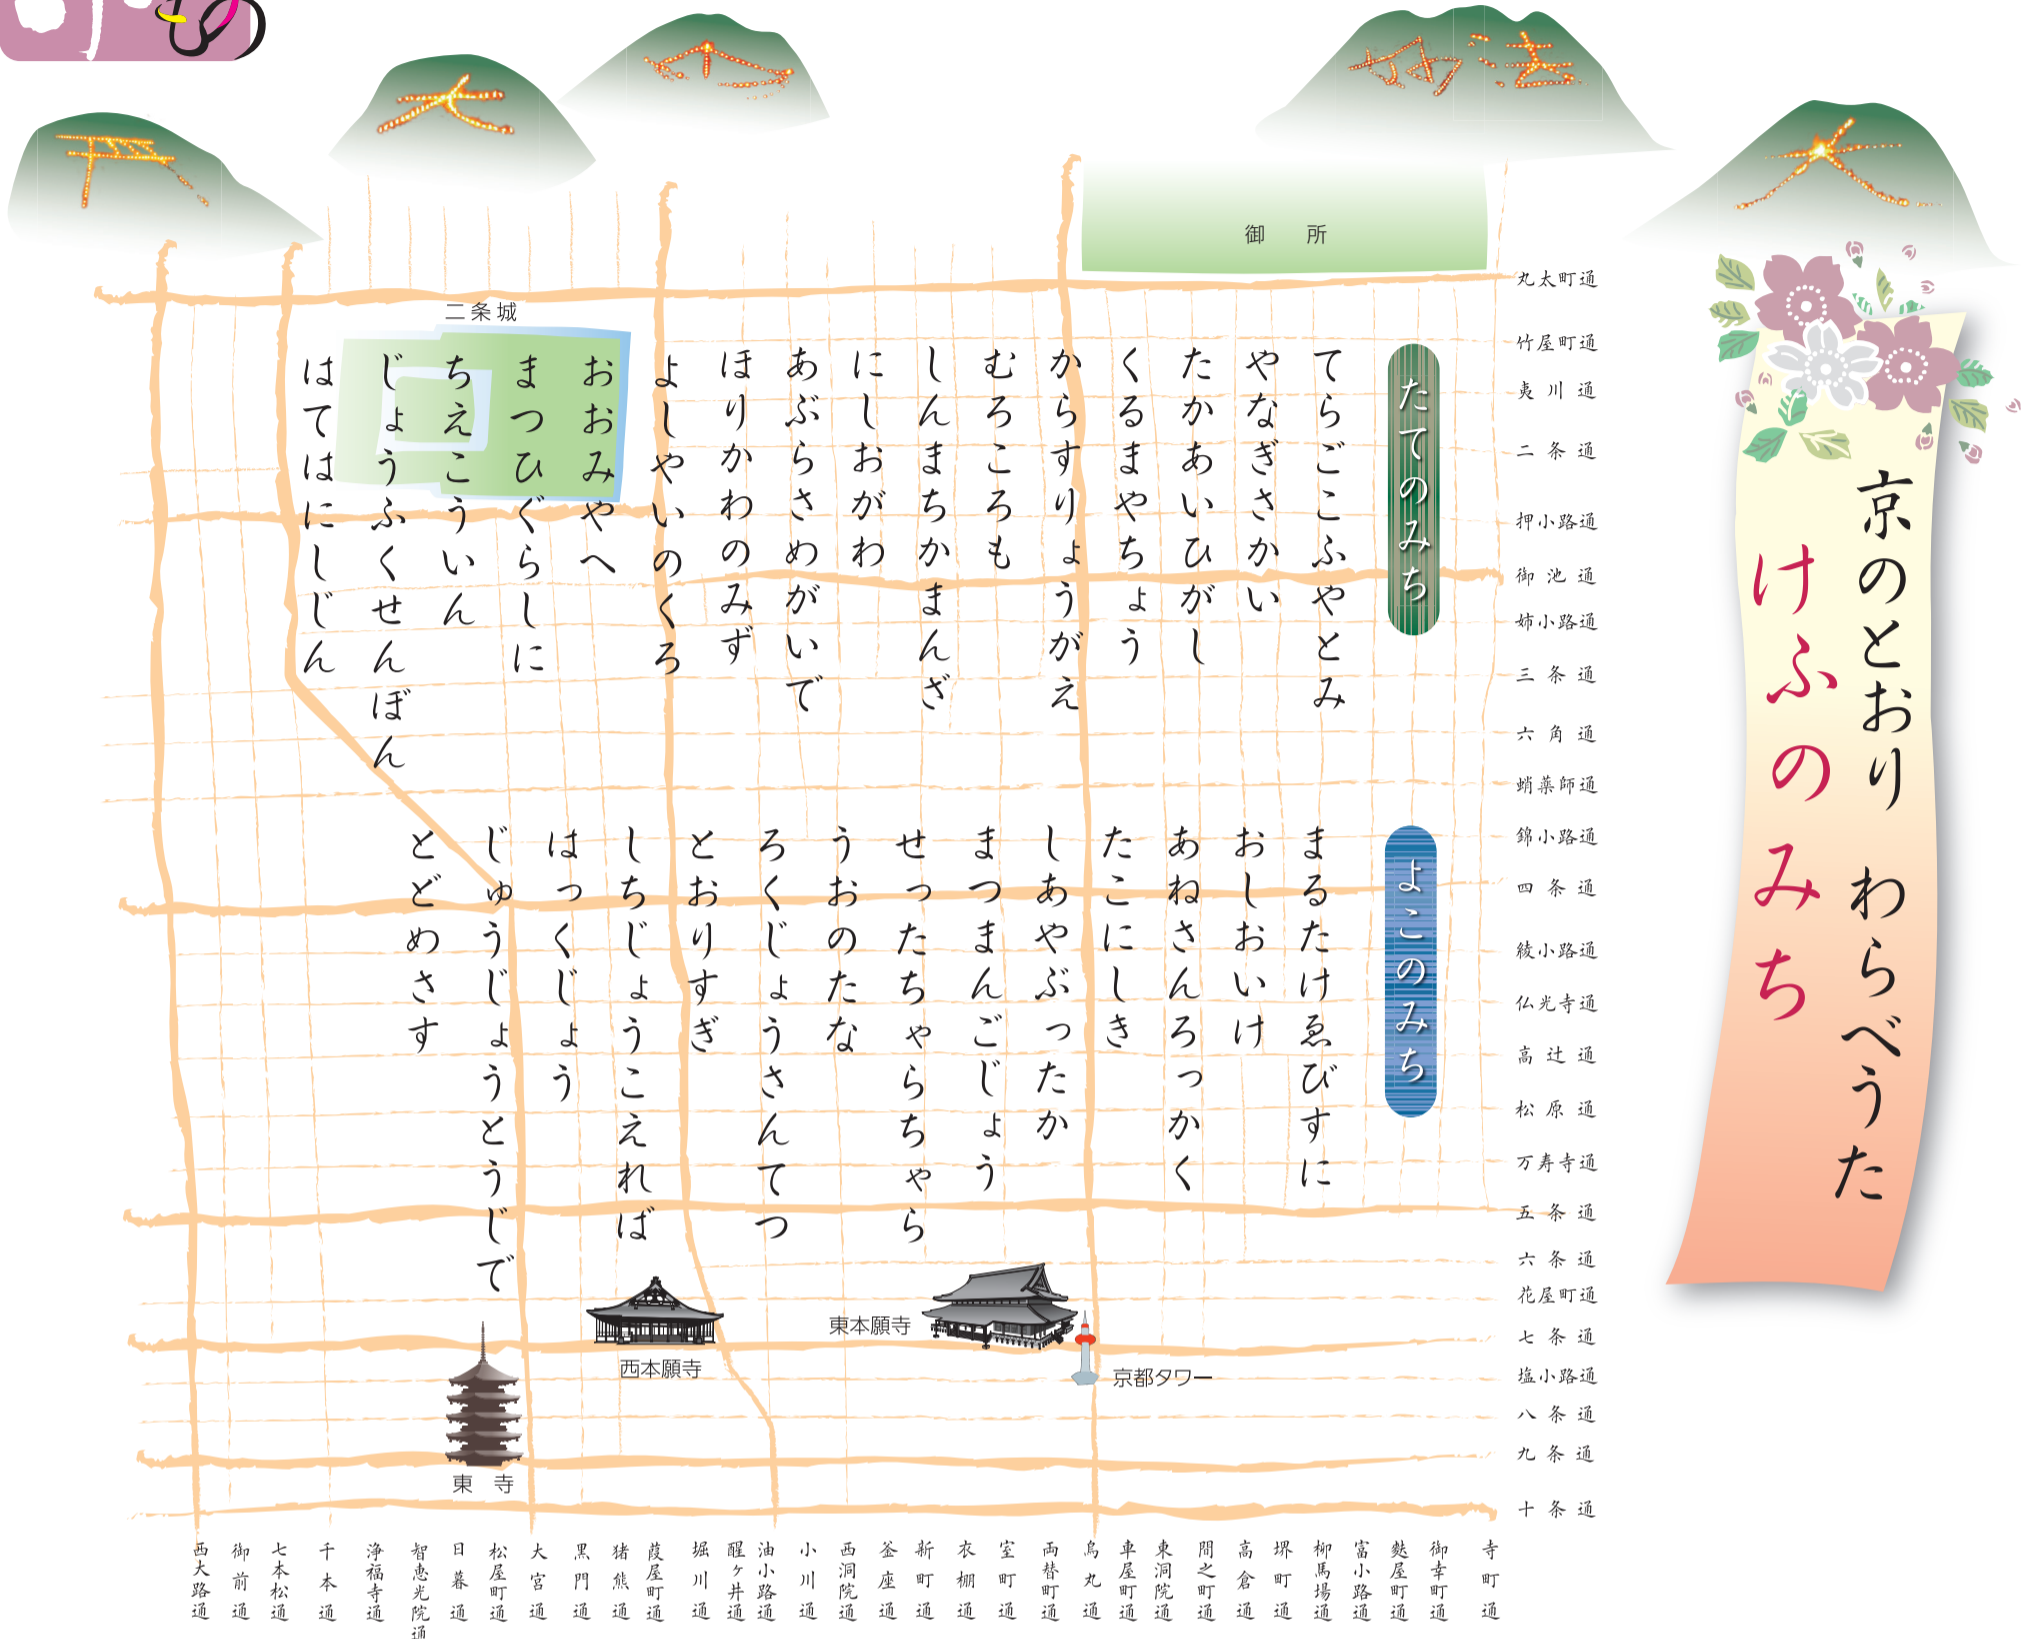 京のとおり わらべうた
けふのみち
御所
二条城
たてのみち
てらごこふやとみ
やなぎさかい
たかあいひがし
くるまやちょう
からすりょうがえ
むろころも
しんまちかまんざ
にしおがわ
あぶらさめがいで
ほりかわのみず
よしやいのくろ
おおみやへ
まつひぐらしに
ちえこういん
じょうふくせんぼん
はてはにしじん
よこのみち
まるたけゑびすに
おしおいけ
あねさんろっかく
たこにしき
しあやぶったか
まつまんごじょう
せったちゃらちゃら
うおのたな
ろくじょうさんてつ
とおりすぎ
しちじょうこえれば
はっくじょう
じゅうじょうとうじで
とどめさす
丸太町通
竹屋町通
夷川通
二条通
押小路通
御池通
姉小路通
三条通
六角通
蛸薬師通
錦小路通
四条通
綾小路通
仏光寺通
高辻通
松原通
万寿寺通
五条通
六条通
花屋町通
七条通
塩小路通
八条通
九条通
十条通
東本願寺
西本願寺
京都タワー
東寺
西大路通
御前通
七本松通
千本通
浄福寺通
智恵光院通
日暮通
松屋町通
大宮通
黒門通
猪熊通
葭屋町通
堀川通
醒ヶ井通
油小路通
小川通
西洞院通
釜座通
新町通
衣棚通
室町通
両替町通
烏丸通
車屋町通
東洞院通
間之町通
高倉通
堺町通
柳馬場通
富小路通
麩屋町通
御幸町通
寺町通
妙法
大
大